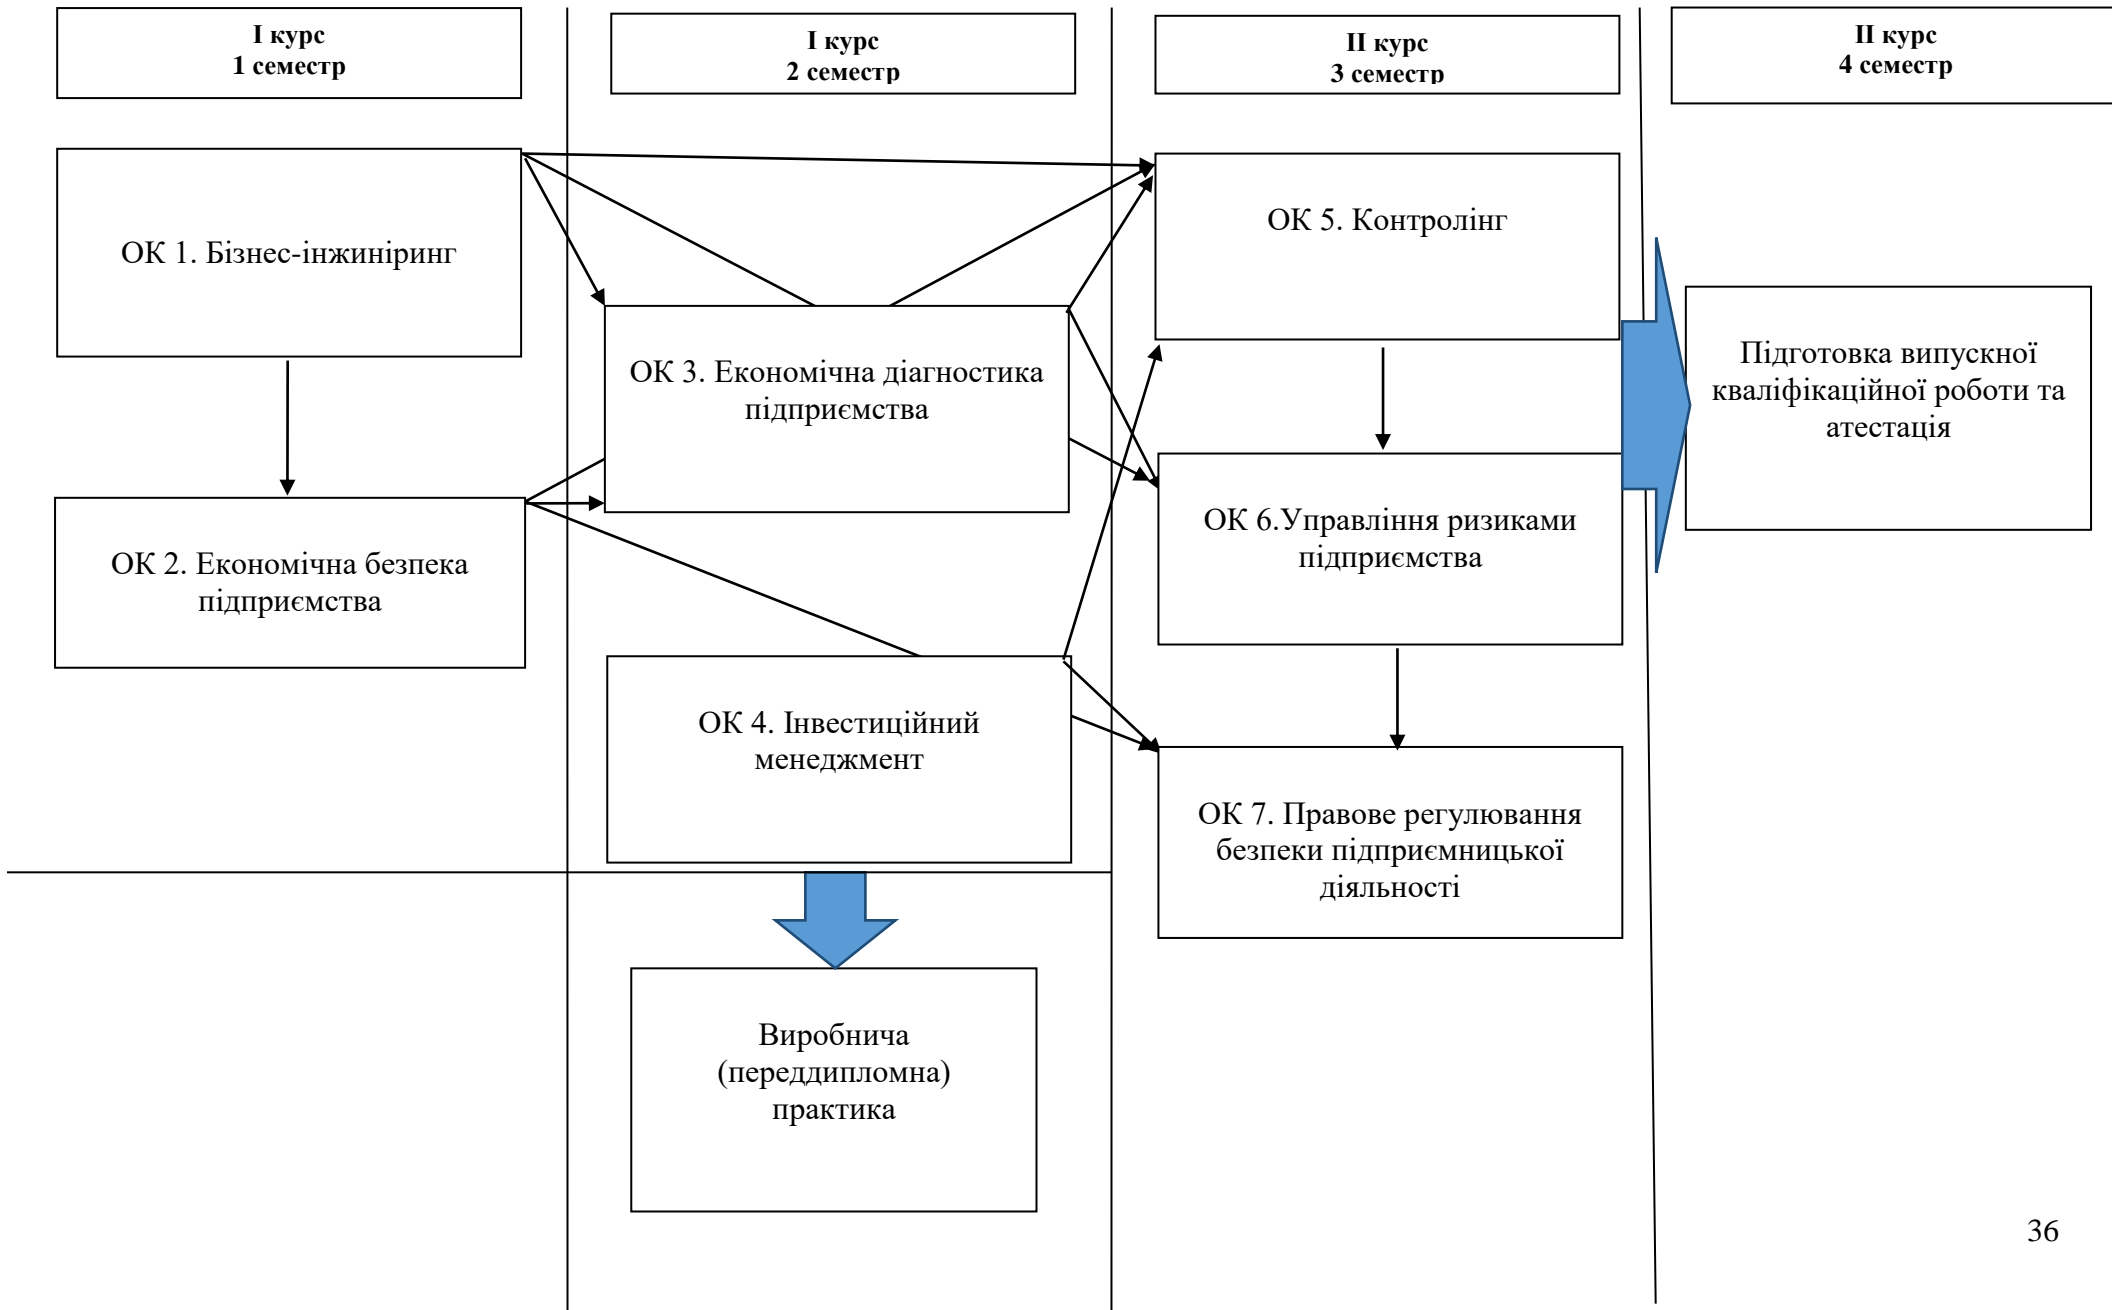 І курс
1 семестр
І курс
2 семестр
ІІ курс
3 семестр
ІІ курс
4 семестр
ОК 1. Бізнес-інжиніринг
ОК 2. Економічна безпека
підприємства
ОК 3. Економічна діагностика
підприємства
ОК 4. Інвестиційний
менеджмент
Виробнича
(переддипломна)
практика
ОК 5. Контролінг
ОК 6.Управління ризиками
підприємства
ОК 7. Правове регулювання
безпеки підприємницької
діяльності
Підготовка випускної
кваліфікаційної роботи та
атестація
36